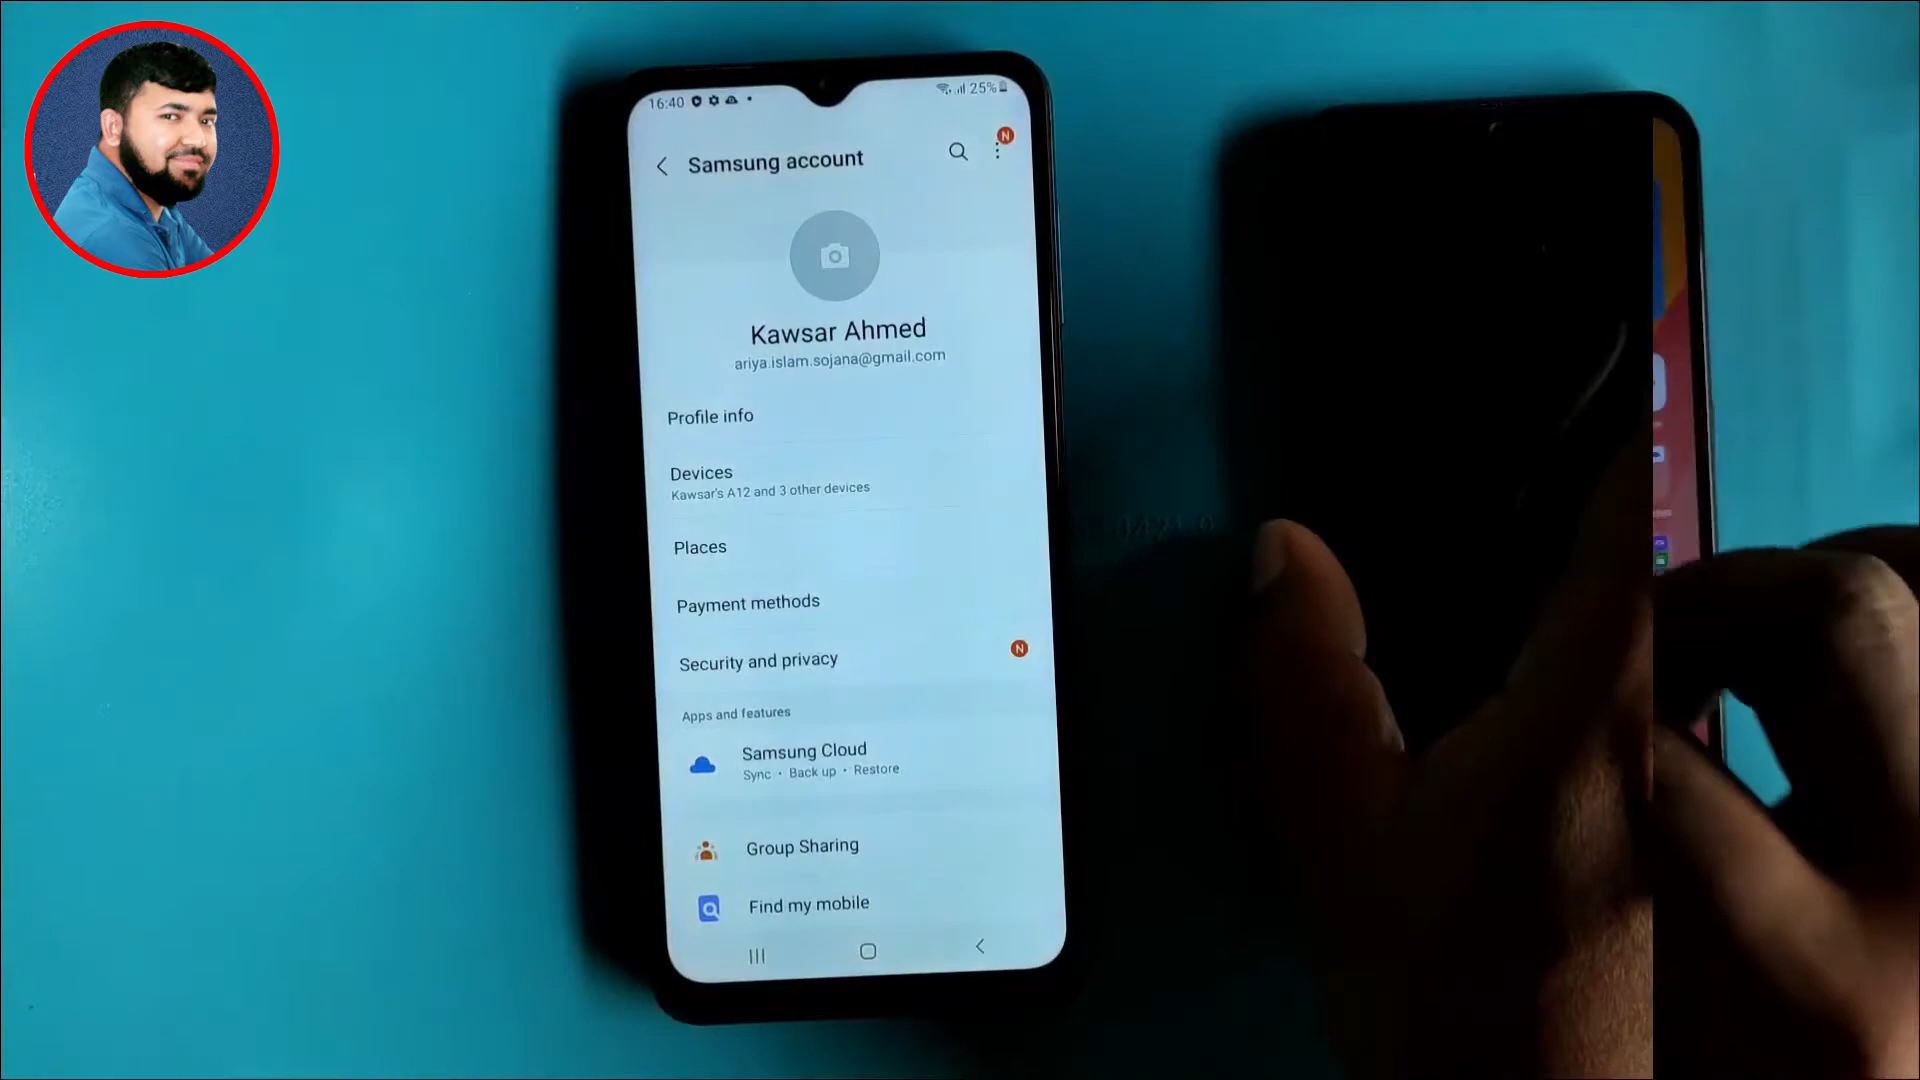 16:40
25%
N
Samsung account
Kawsar Ahmed
ariya.islam.sojana@gmail.com
Profile info
Devices
Kawsar's A12 and 3 other devices
Places
Payment methods
Security and privacy
N
Apps and features
Samsung Cloud
Sync • Back up • Restore
Group Sharing
Find my mobile